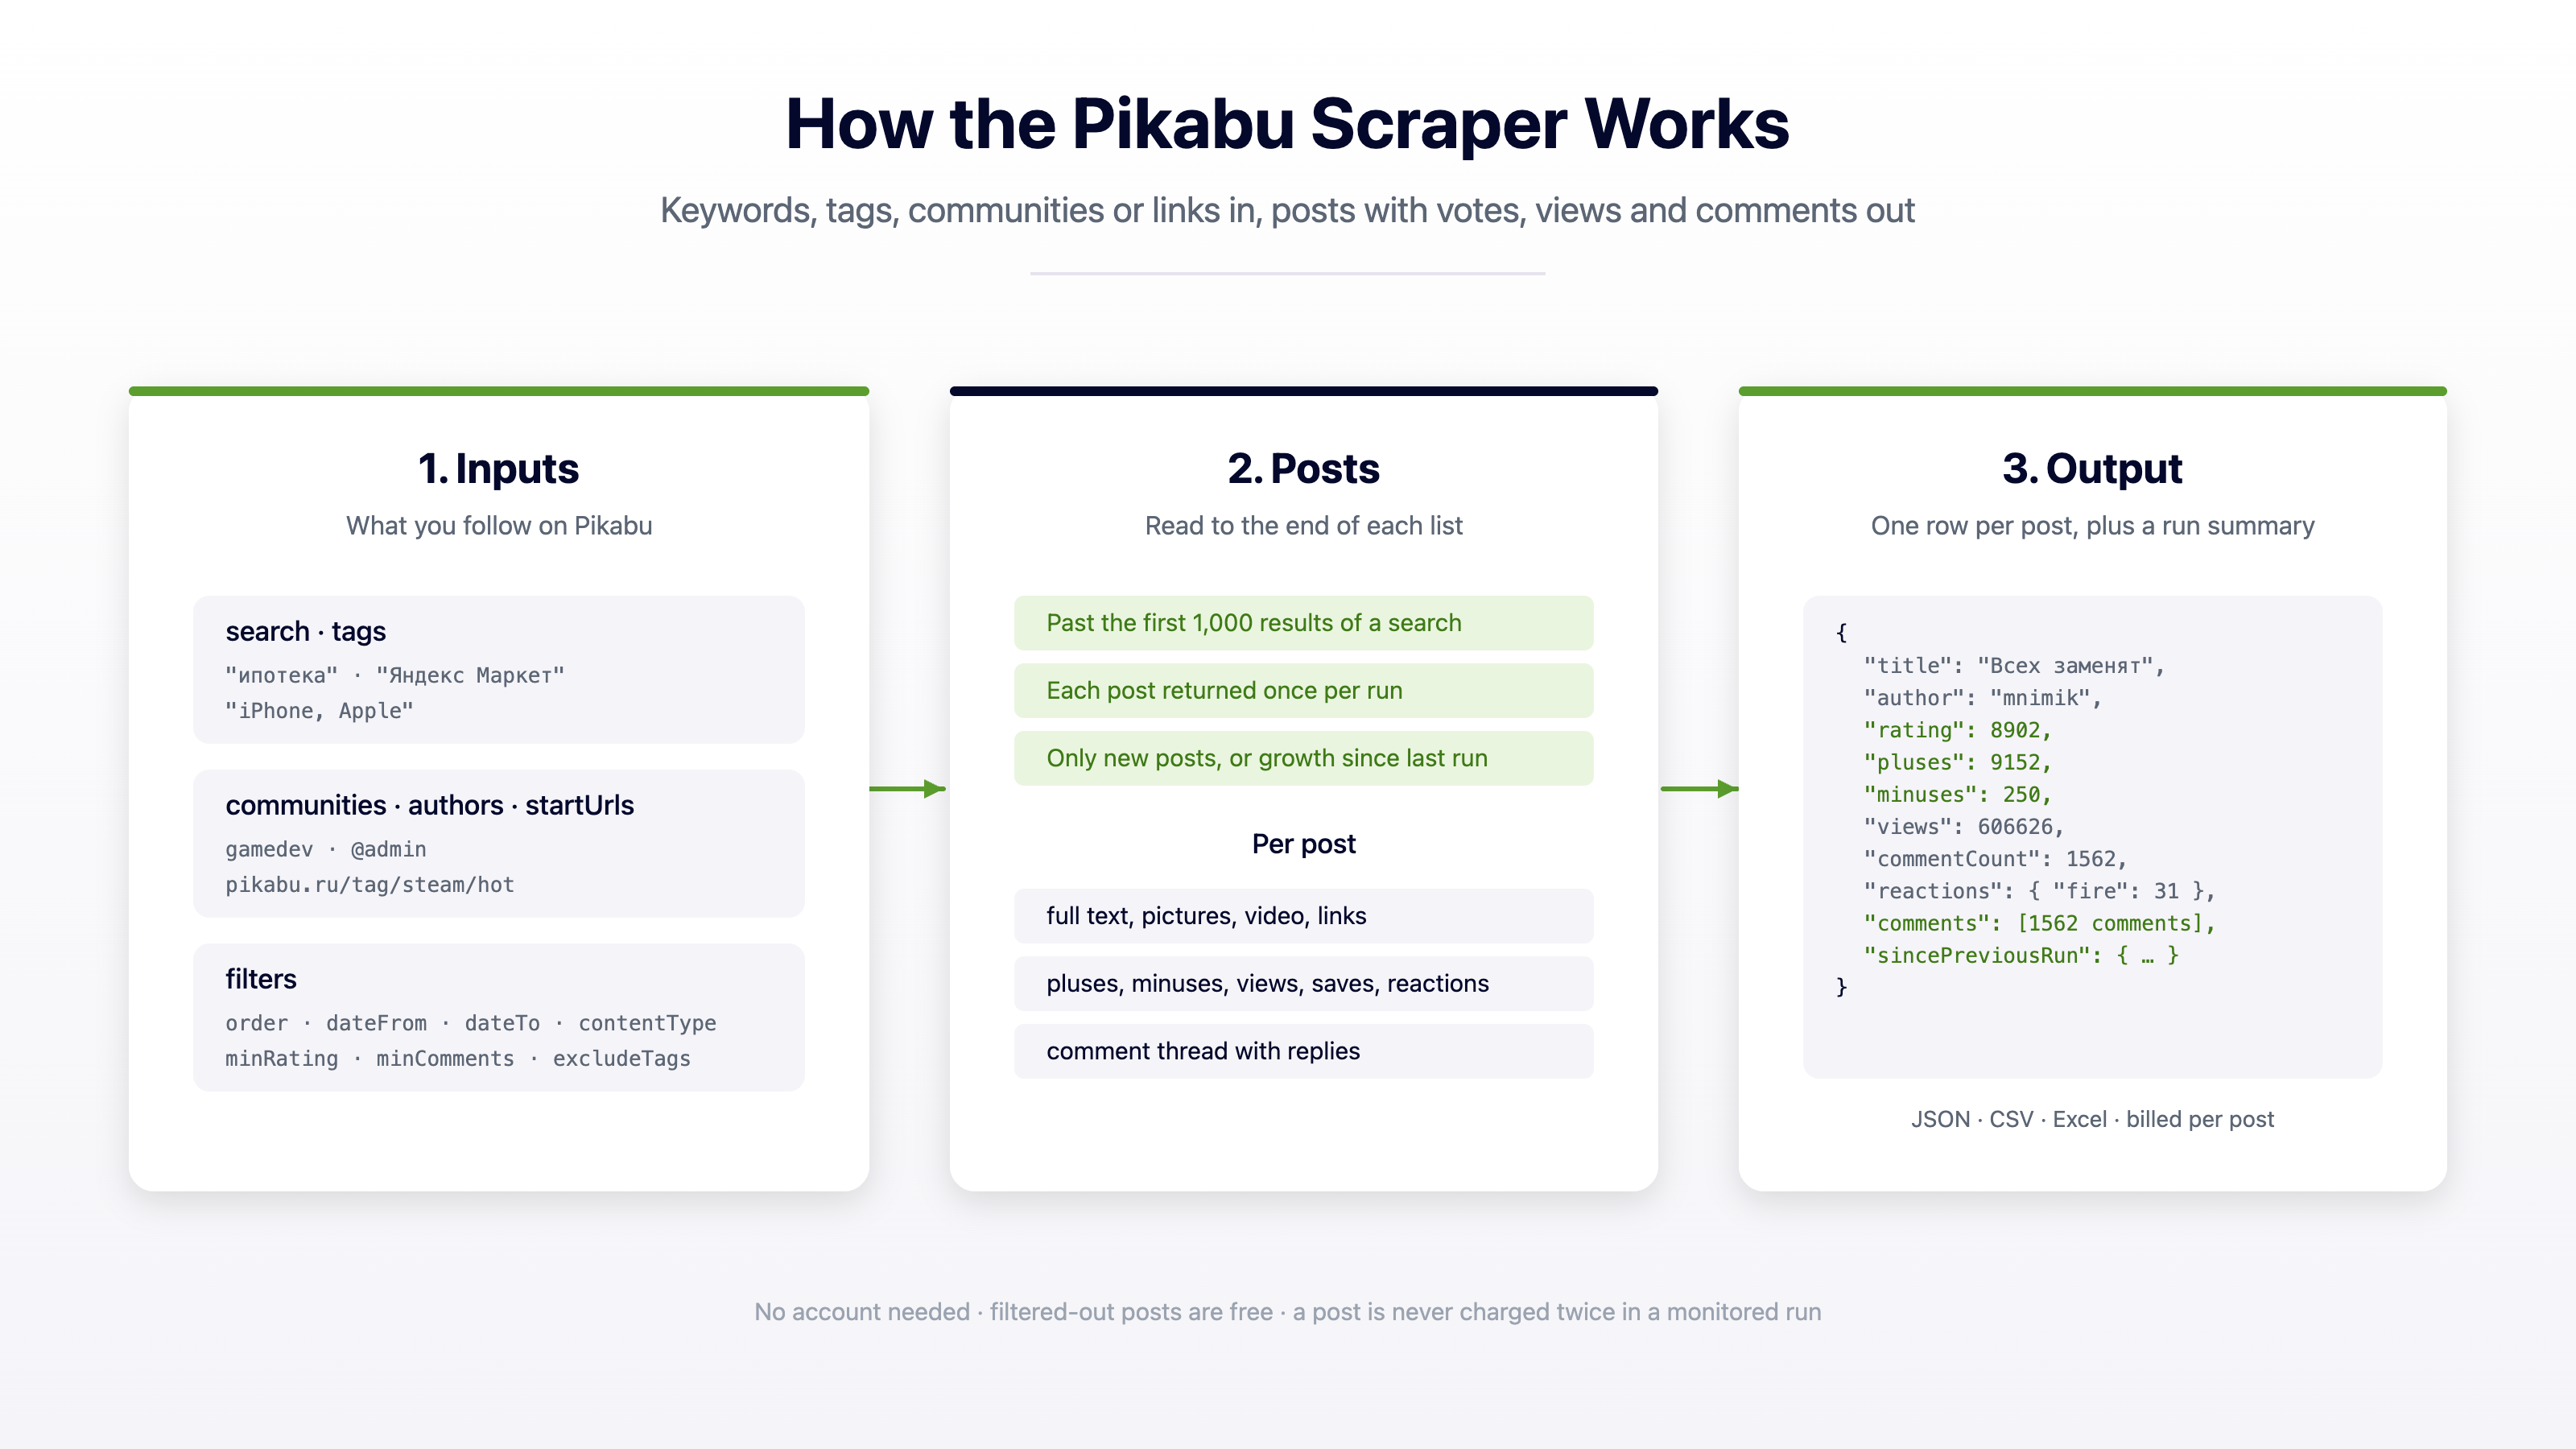 How the Pikabu Scraper Works
Keywords, tags, communities or links in, posts with votes, views and comments out
1. Inputs
What you follow on Pikabu
search · tags
"ипотека" · "Яндекс Маркет"
"iPhone, Apple"
communities · authors · startUrls
gamedev · @admin
pikabu.ru/tag/steam/hot
filters
order · dateFrom · dateTo · contentType
minRating · minComments · excludeTags
2. Posts
Read to the end of each list
Past the first 1,000 results of a search
Each post returned once per run
Only new posts, or growth since last run
Per post
full text, pictures, video, links
pluses, minuses, views, saves, reactions
comment thread with replies
3. Output
One row per post, plus a run summary
{
"title": "Всех заменят",
"author": "mnimik",
"rating": 8902,
"pluses": 9152,
"minuses": 250,
"views": 606626,
"commentCount": 1562,
"reactions": { "fire": 31 },
"comments": [1562 comments],
"sincePreviousRun": { … }
}
JSON · CSV · Excel · billed per post
No account needed · filtered-out posts are free · a post is never charged twice in a monitored run